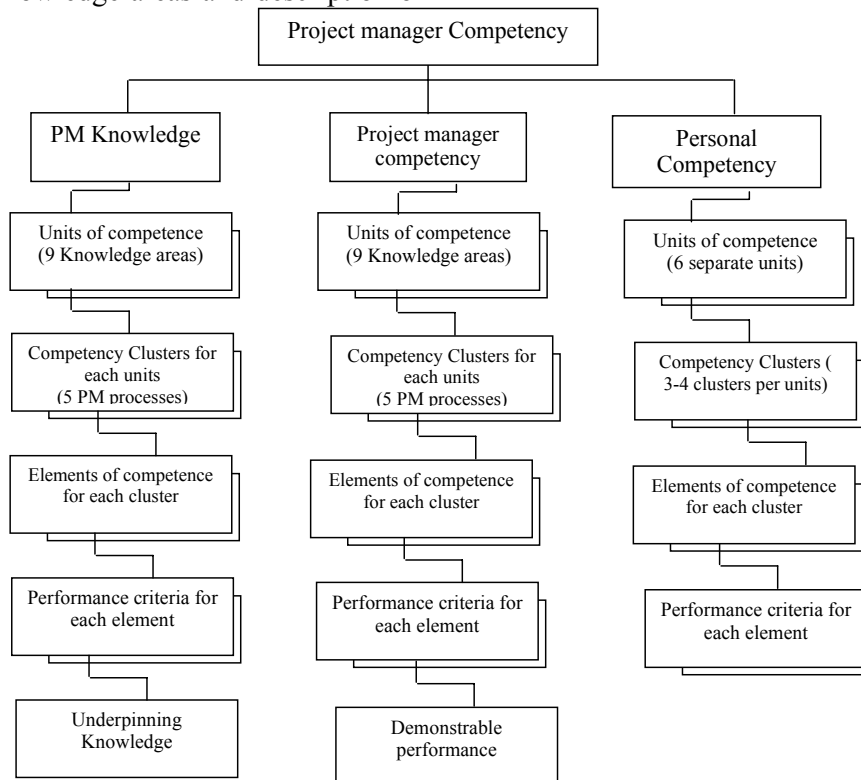 owledge areas and description of
Project manager Competency
PM Knowledge
Project manager
competency
Personal
Competency
Units of competence
(9 Knowledge areas)
Units of competence
(9 Knowledge areas)
Units of competence
(6 separate units)
Competency Clusters for
each units
(5 PM processes)
Competency Clusters for
each units
(5 PM processes)
Competency Clusters (
3-4 clusters per units)
Elements of competence
for each cluster
Elements of competence
for each cluster
Elements of competence
for each cluster
Performance criteria for
each element
Performance criteria for
each element
Performance criteria for
each element
Underpinning
Knowledge
Demonstrable
performance